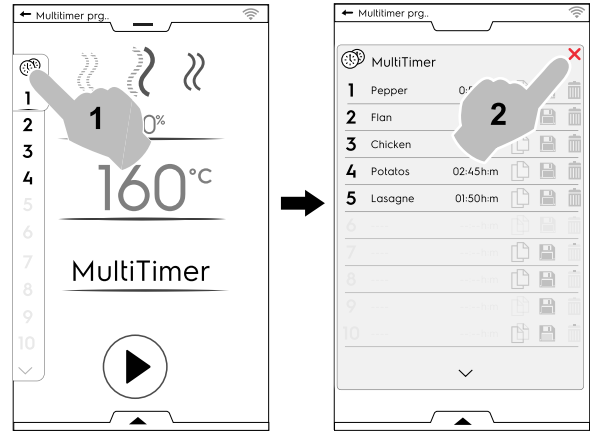 Multitimer prg..
1
2
3
4
5
6
7
8
9
10
1
0%
160°C
MultiTimer
Multitimer prg..
MultiTimer
2
1 Pepper
2 Flan
3 Chicken
4 Potatos 02:45h:m
5 Lasagne 01:50h:m
6
7
8
9
10